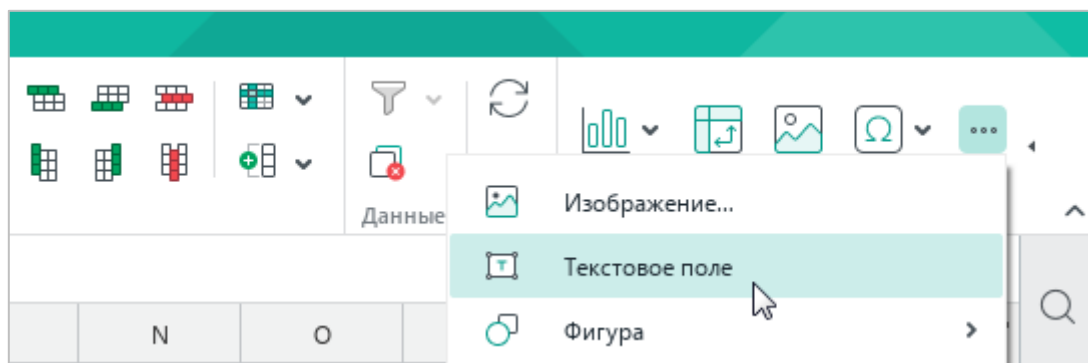 Данные
Изображение...
Текстовое поле
Фигура
N
O